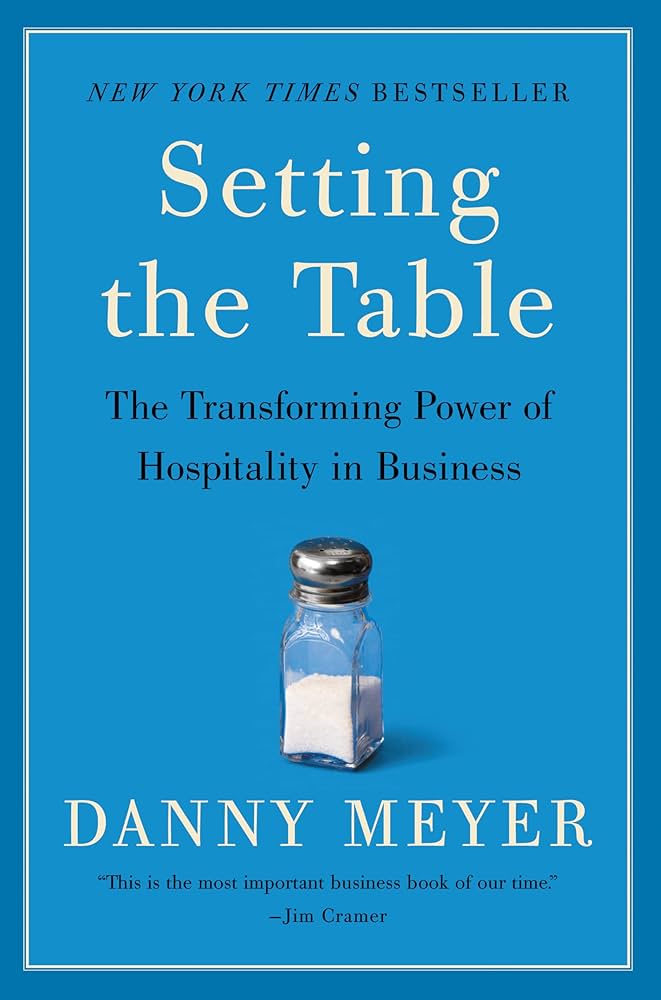 NEW YORK TIMES BESTSELLER
Setting
the Table
The Transforming Power of
Hospitality in Business
DANNY MEYER
“This is the most important business book of our time.”
–Jim Cramer